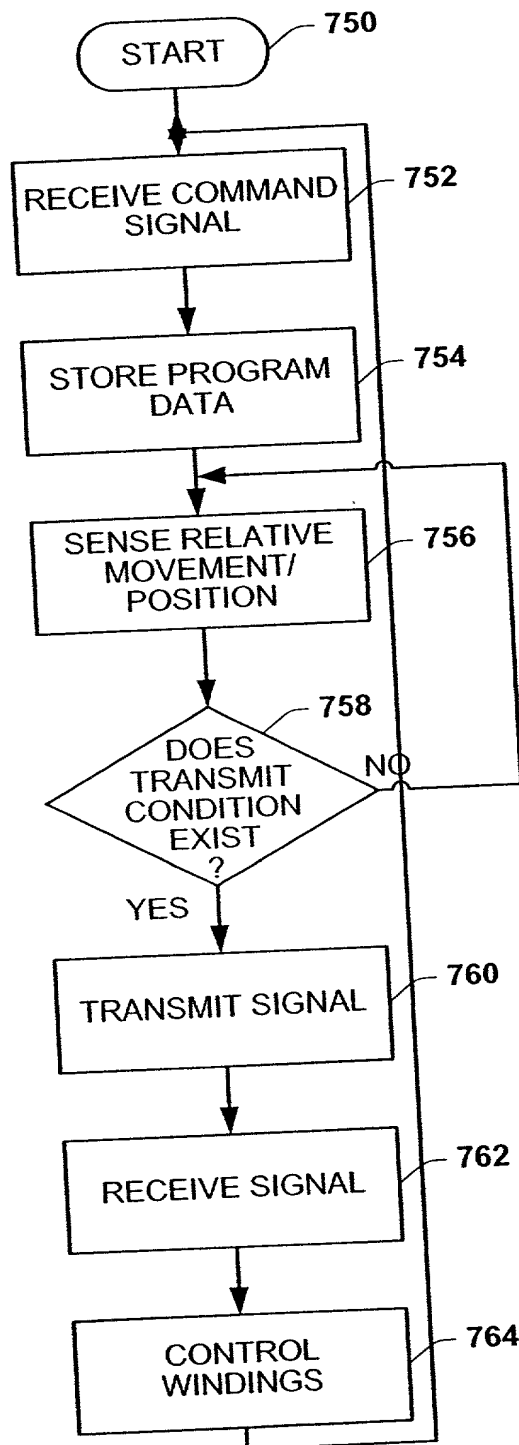 START
750
RECEIVE COMMAND
SIGNAL
752
STORE PROGRAM
DATA
754
SENSE RELATIVE
MOVEMENT/
POSITION
756
758
DOES
TRANSMIT
CONDITION
EXIST
?
NO
YES
TRANSMIT SIGNAL
760
RECEIVE SIGNAL
762
CONTROL
WINDINGS
764